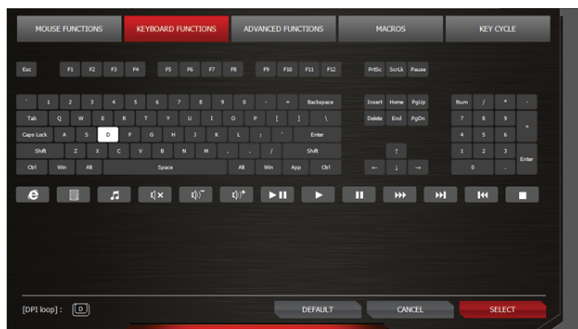 MOUSE FUNCTIONS KEYBOARD FUNCTIONS ADVANCED FUNCTIONS MACROS KEY CYCLE
Esc F1 F2 F3 F4 F5 F6 F7 F8 F9 F10 F11 F12 PrtSc ScrLk Pause
` 1 2 3 4 5 6 7 8 9 0 - = Backspace Insert Home PgUp Num / * -
Tab Q W E R T Y U I O P [ ] \ Delete End PgDn 7 8 9 +
Caps Lock A S D F G H J K L ; ' Enter 4 5 6
Shift Z X C V B N M , . / Shift ↑ 1 2 3 Enter
Ctrl Win Alt Space Alt Win App Ctrl ← ↓ → 0 .
[DPI loop] : D DEFAULT CANCEL SELECT